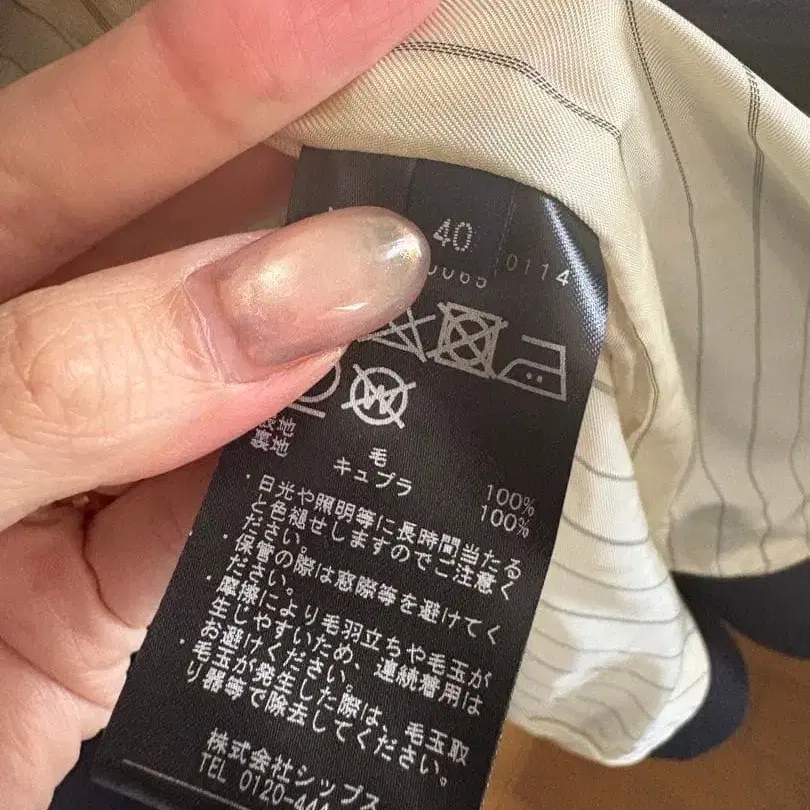 40
0065 0114
表地 毛 100%
裏地 キュプラ 100%
・日光や照明等に長時間当たる
と色褪せしますのでご注意く
ださい。
・保管の際は窓際等を避けてく
ださい。
・摩擦により毛羽立ちや毛玉が
生じやすいため、連続着用は
お避けください。
・毛玉が発生した際は、毛玉取
り器等で除去してください。
株式会社シップス
TEL 0120-444